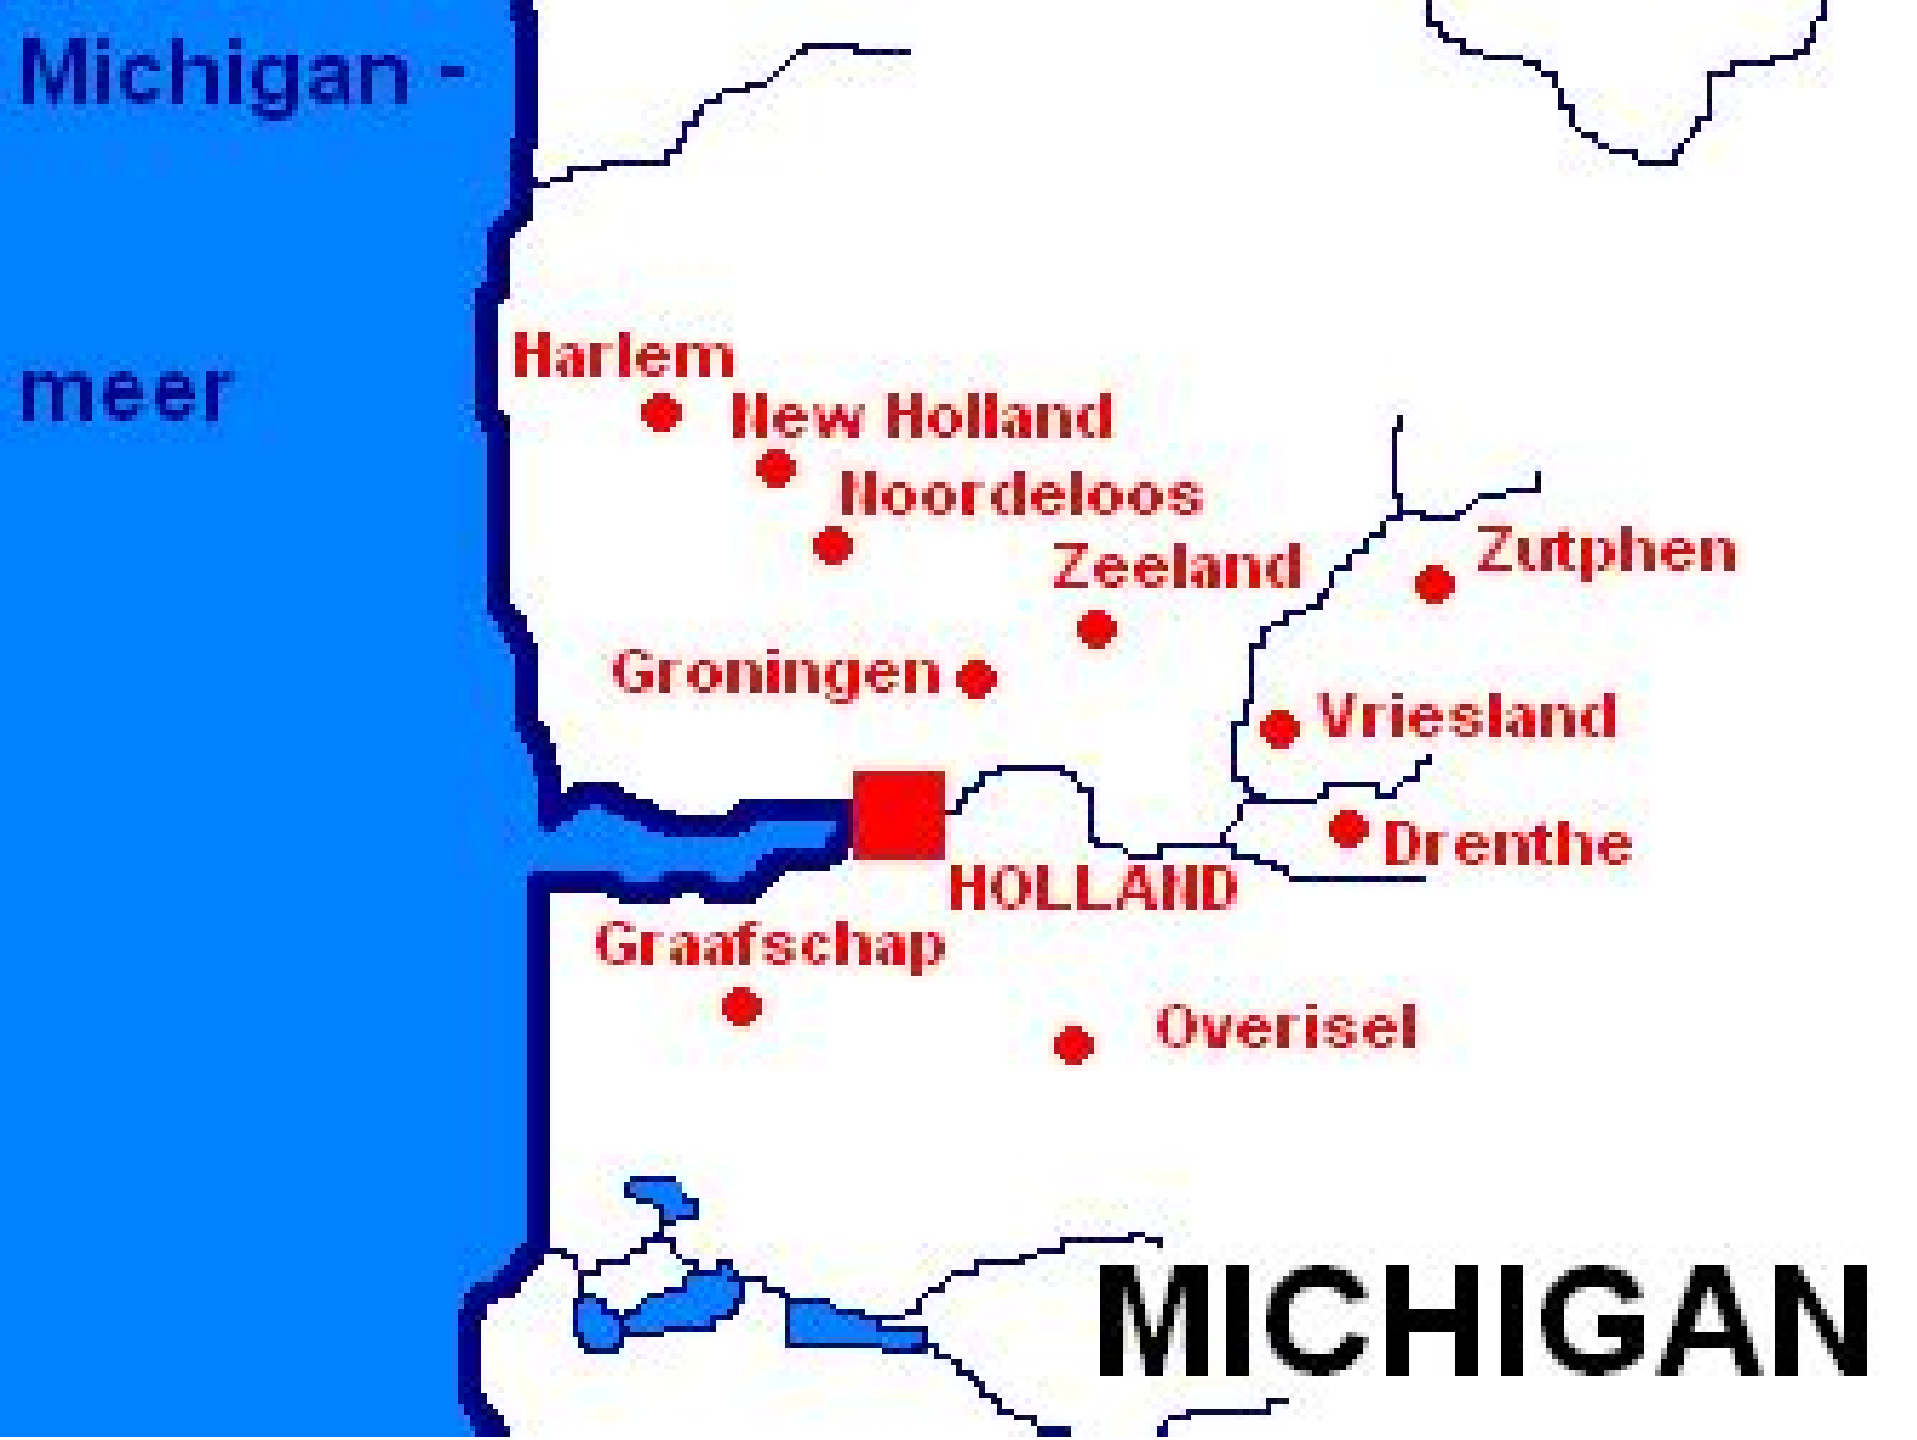 Michigan -
meer
Harlem
New Holland
Noordeloos
Zeeland
Zutphen
Groningen
Vriesland
Drenthe
HOLLAND
Graafschap
Overisel
MICHIGAN